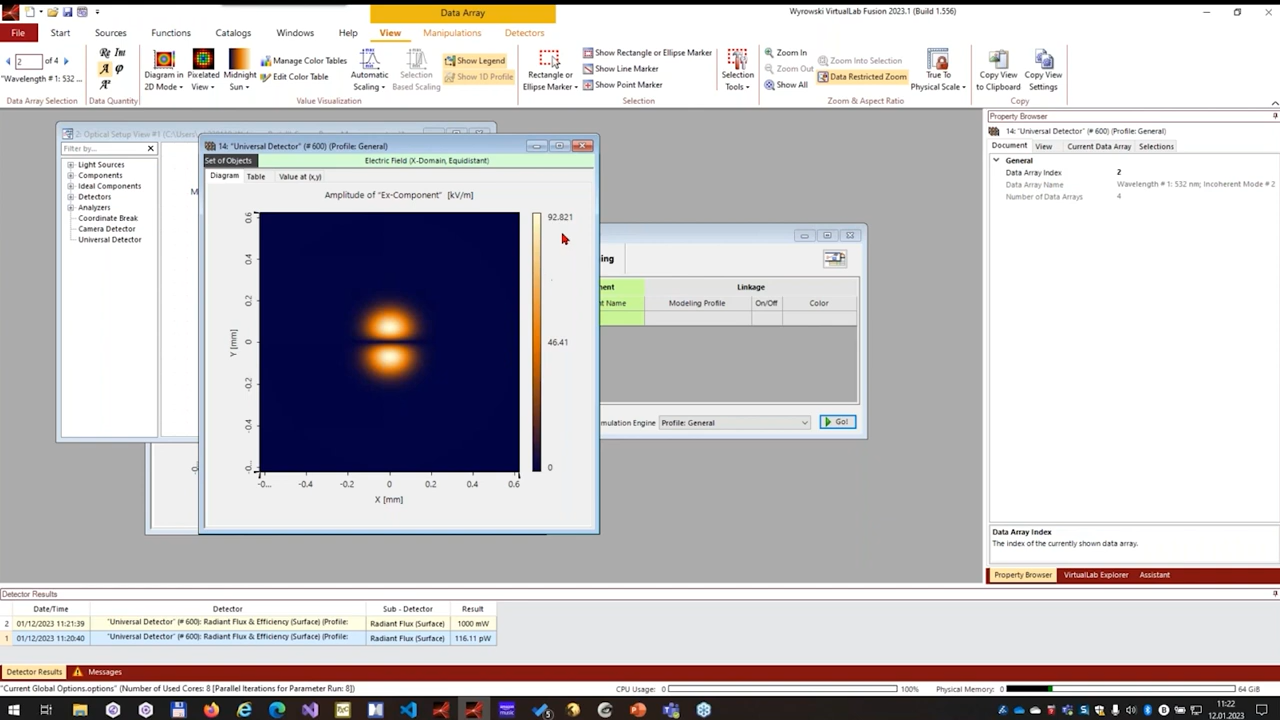 Data Array
Wyrowski VirtualLab Fusion 2023.1 (Build 1.556)
File Start Sources Functions Catalogs Windows Help View Manipulations Detectors
2 of 4
"Wavelength # 1: 532 ...
Data Array Selection
Re Im
A φ
A²
Data Quantity
Diagram in 2D Mode
Pixelated View
Midnight Sun
Manage Color Tables
Edit Color Table
Automatic Scaling
Selection Based Scaling
Show Legend
Show 1D Profile
Value Visualization
Rectangle or Ellipse Marker
Show Rectangle or Ellipse Marker
Show Line Marker
Show Point Marker
Selection Tools
Selection
Zoom In
Zoom Out
Show All
Zoom Into Selection
Data Restricted Zoom
True To Physical Scale
Zoom & Aspect Ratio
Copy View to Clipboard
Copy View Settings
Copy
2: Optical Setup View #1 (C:\Users\
Filter by...
Light Sources
Components
Ideal Components
Detectors
Analyzers
Coordinate Break
Camera Detector
Universal Detector
14: "Universal Detector" (# 600) (Profile: General)
Set of Objects
Electric Field (X-Domain, Equidistant)
Diagram Table Value at (x,y)
Amplitude of "Ex-Component" [kV/m]
0.6
0.4
0.2
0
-0.2
-0.4
-0...
Y [mm]
-0... -0.4 -0.2 0 0.2 0.4 0.6
X [mm]
92.821
46.41
0
ing
ent
Linkage
t Name Modeling Profile On/Off Color
mulation Engine Profile: General Go!
Property Browser
14: "Universal Detector" (# 600) (Profile: General)
Document View Current Data Array Selections
General
Data Array Index 2
Data Array Name Wavelength # 1: 532 nm; Incoherent Mode # 2
Number of Data Arrays 4
Data Array Index
The index of the currently shown data array.
Property Browser VirtualLab Explorer Assistant
Detector Results
Date/Time Detector Sub - Detector Result
2 01/12/2023 11:21:39 "Universal Detector" (# 600): Radiant Flux & Efficiency (Surface) (Profile: Radiant Flux (Surface) 1000 mW
1 01/12/2023 11:20:40 "Universal Detector" (# 600): Radiant Flux & Efficiency (Surface) (Profile: Radiant Flux (Surface) 116.11 pW
Detector Results Messages
"Current Global Options.options" (Number of Used Cores: 8 [Parallel Iterations for Parameter Run: 8])
CPU Usage: 0 100% Physical Memory: 0 64 GiB
11:22
12.01.2023